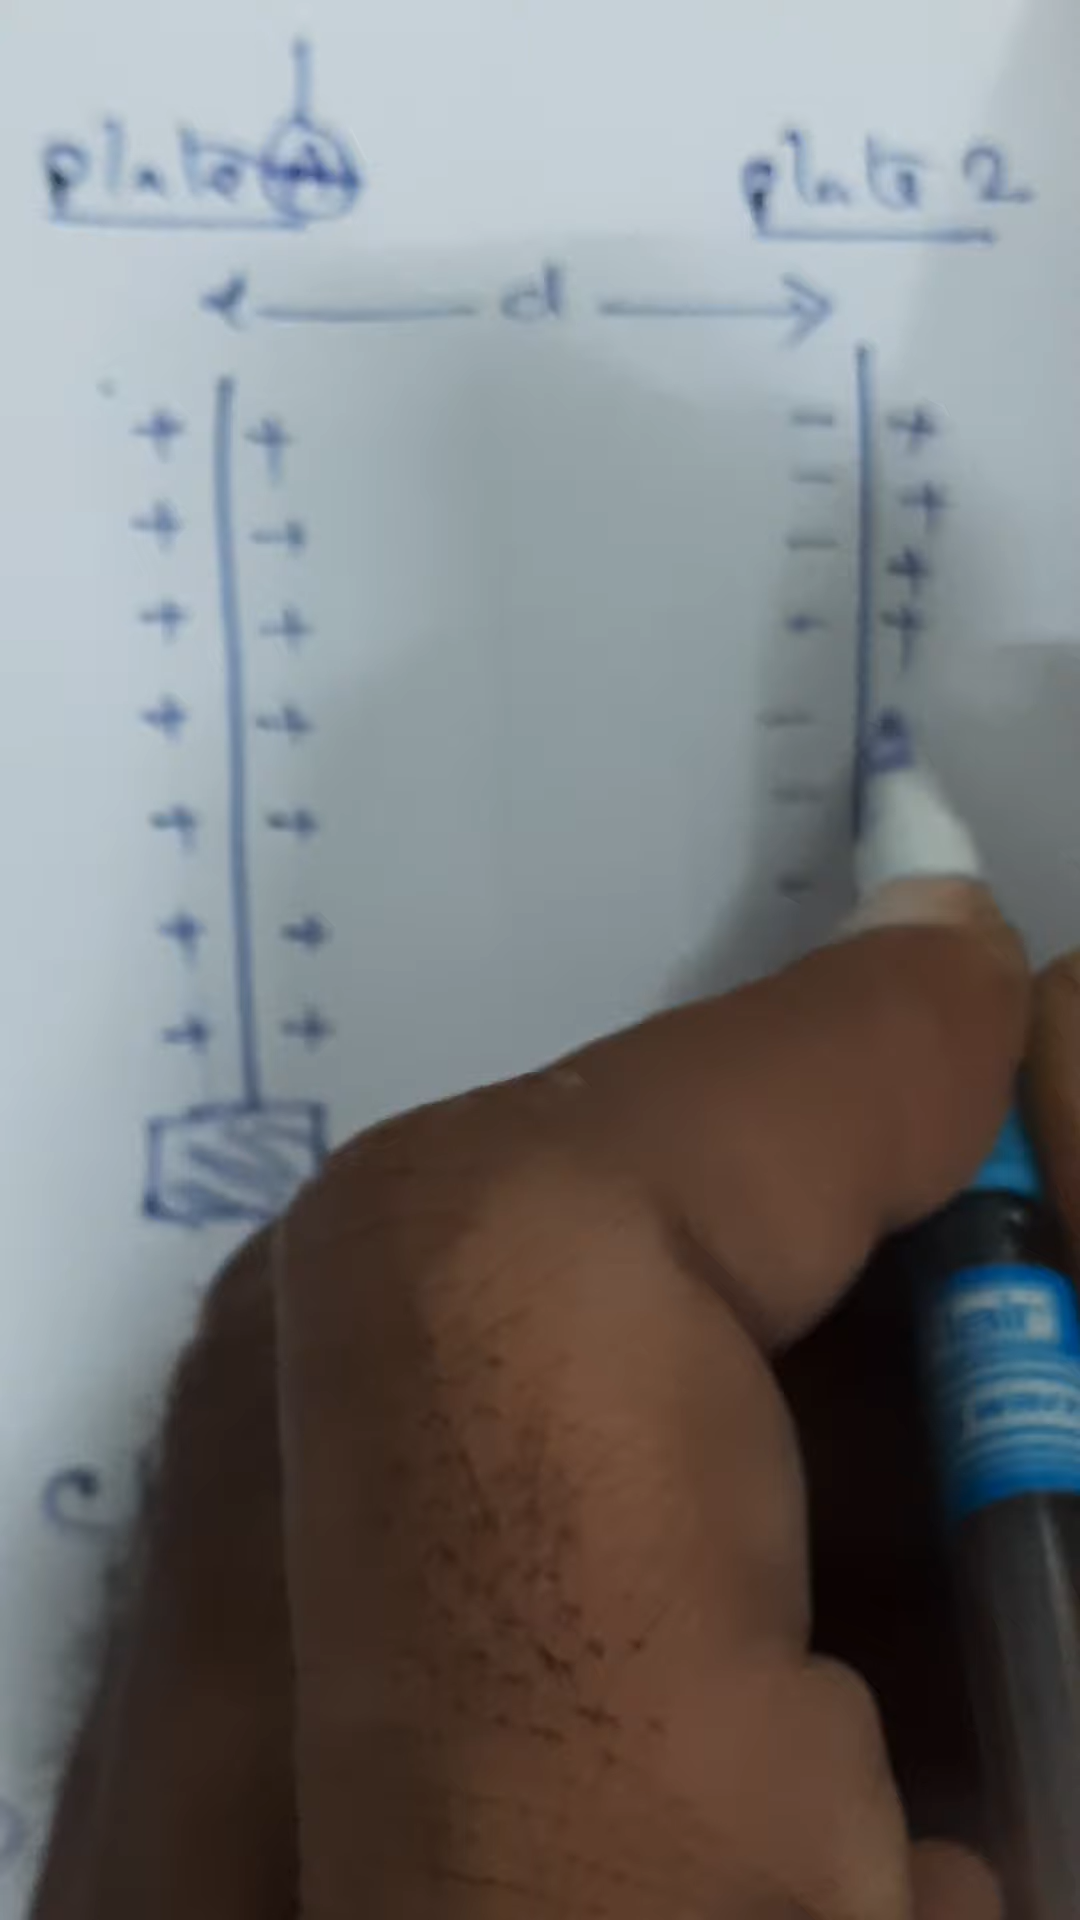 plate
plate 2
d
+ + - +
+ + - +
+ + - +
+ + - +
+ + -
+ + -
+ + -
c